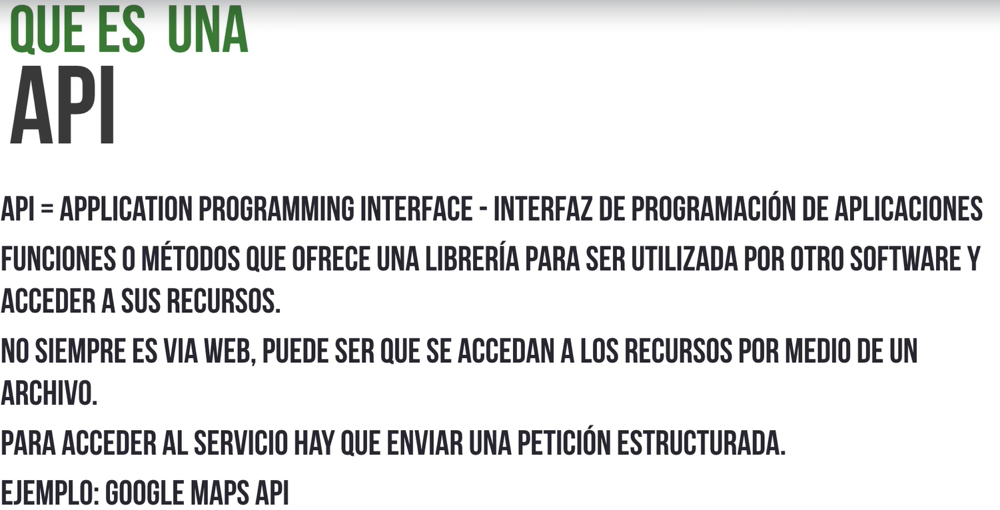 QUE ES UNA
API
API = APPLICATION PROGRAMMING INTERFACE - INTERFAZ DE PROGRAMACIÓN DE APLICACIONES
FUNCIONES O MÉTODOS QUE OFRECE UNA LIBRERÍA PARA SER UTILIZADA POR OTRO SOFTWARE Y
ACCEDER A SUS RECURSOS.
NO SIEMPRE ES VIA WEB, PUEDE SER QUE SE ACCEDAN A LOS RECURSOS POR MEDIO DE UN
ARCHIVO.
PARA ACCEDER AL SERVICIO HAY QUE ENVIAR UNA PETICIÓN ESTRUCTURADA.
EJEMPLO: GOOGLE MAPS API